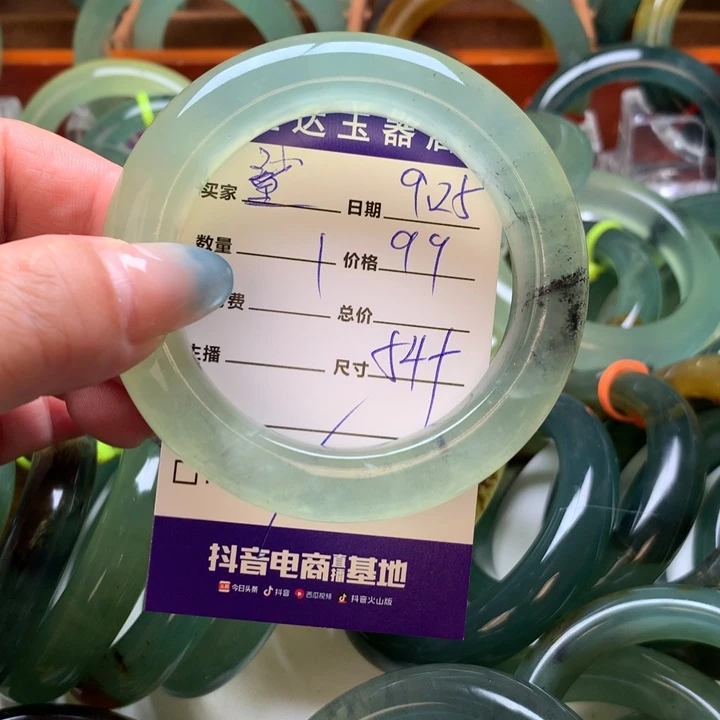 达玉器店
买家 日期 9.25
数量 1 价格 99
费 总价
主播 尺寸 54
抖音电商直播基地
今日头条 抖音 西瓜视频 抖音火山版